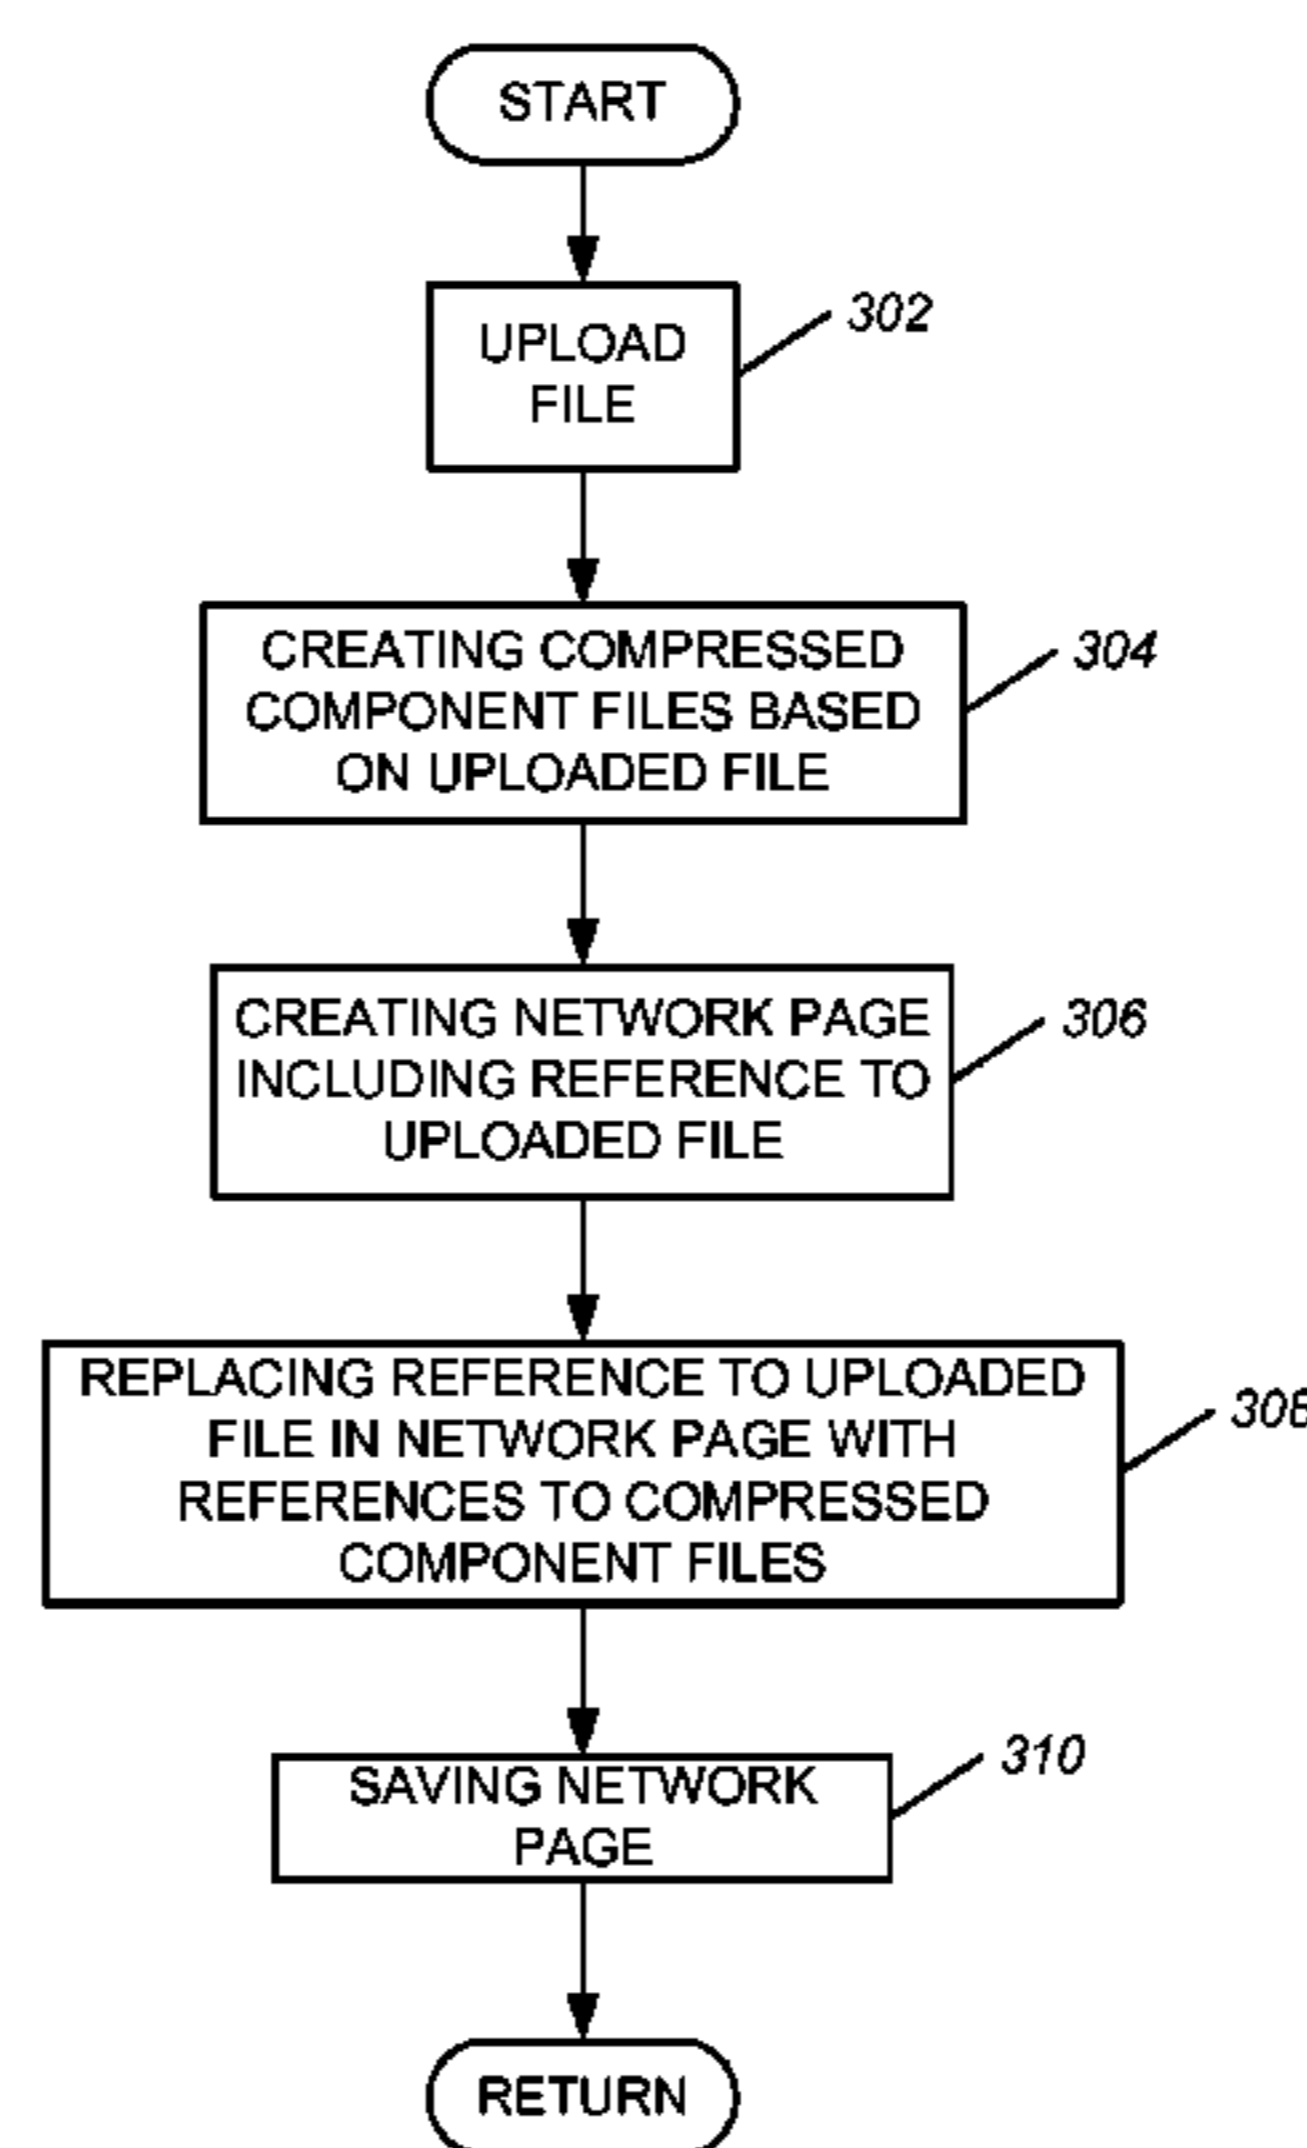 START
UPLOAD
FILE
302
CREATING COMPRESSED
COMPONENT FILES BASED
ON UPLOADED FILE
304
CREATING NETWORK PAGE
INCLUDING REFERENCE TO
UPLOADED FILE
306
REPLACING REFERENCE TO UPLOADED
FILE IN NETWORK PAGE WITH
REFERENCES TO COMPRESSED
COMPONENT FILES
308
SAVING NETWORK
PAGE
310
RETURN